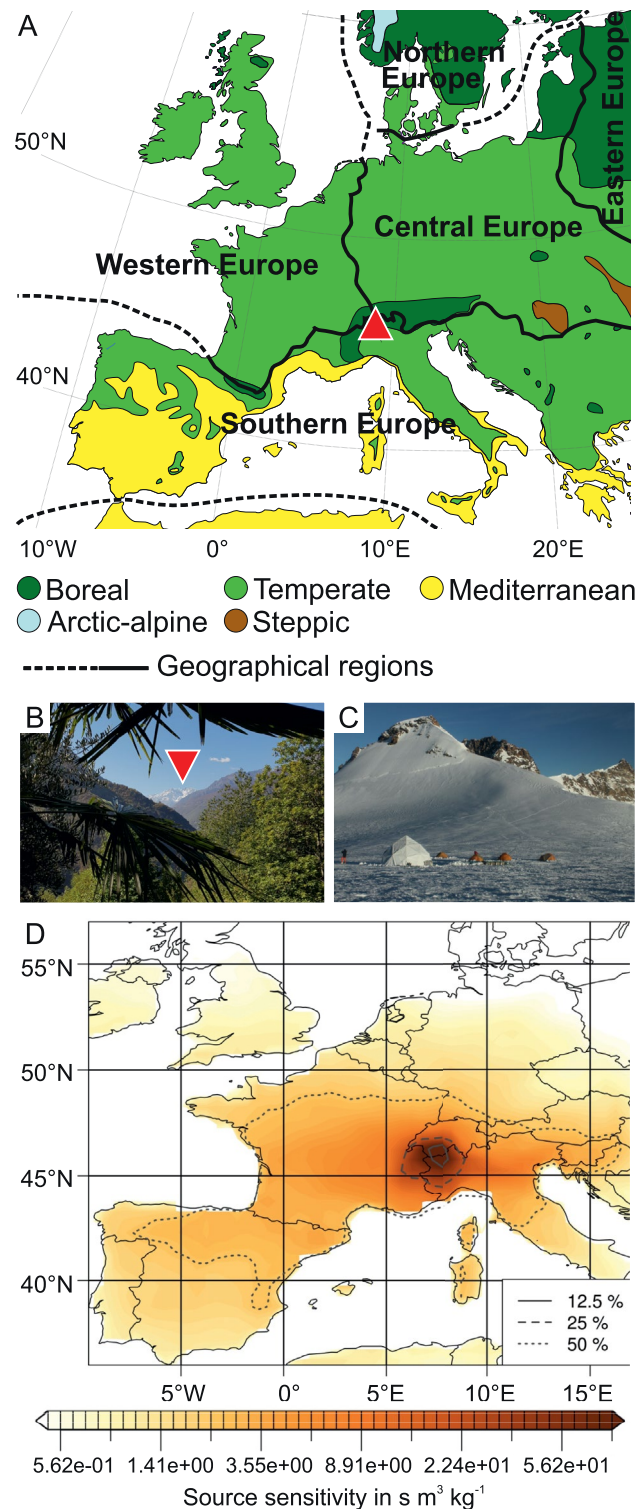 A
Northern
Europe
Eastern Europe
50°N
Central Europe
Western Europe
40°N
Southern Europe
10°W 0° 10°E 20°E
Boreal Temperate Mediterranean
Arctic-alpine Steppic
Geographical regions
B C
D
55°N
50°N
45°N
40°N
12.5 %
25 %
50 %
5°W 0° 5°E 10°E 15°E
5.62e-01 1.41e+00 3.55e+00 8.91e+00 2.24e+01 5.62e+01
Source sensitivity in s m³ kg⁻¹